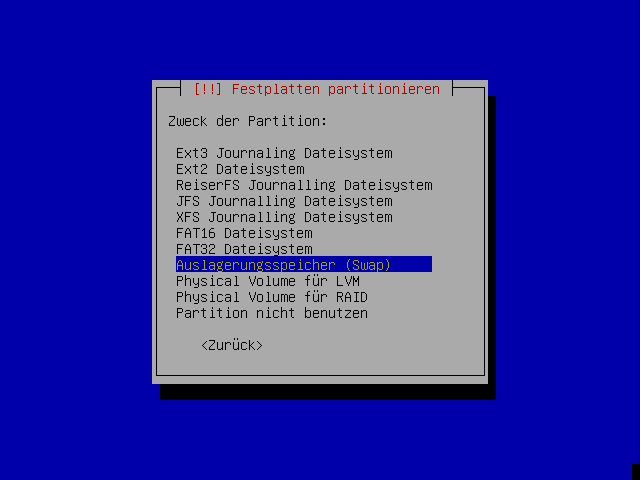 [!!] Festplatten partitionieren
Zweck der Partition:
Ext3 Journaling Dateisystem
Ext2 Dateisystem
ReiserFS Journalling Dateisystem
JFS Journalling Dateisystem
XFS Journalling Dateisystem
FAT16 Dateisystem
FAT32 Dateisystem
Auslagerungsspeicher (Swap)
Physical Volume für LVM
Physical Volume für RAID
Partition nicht benutzen
<Zurück>